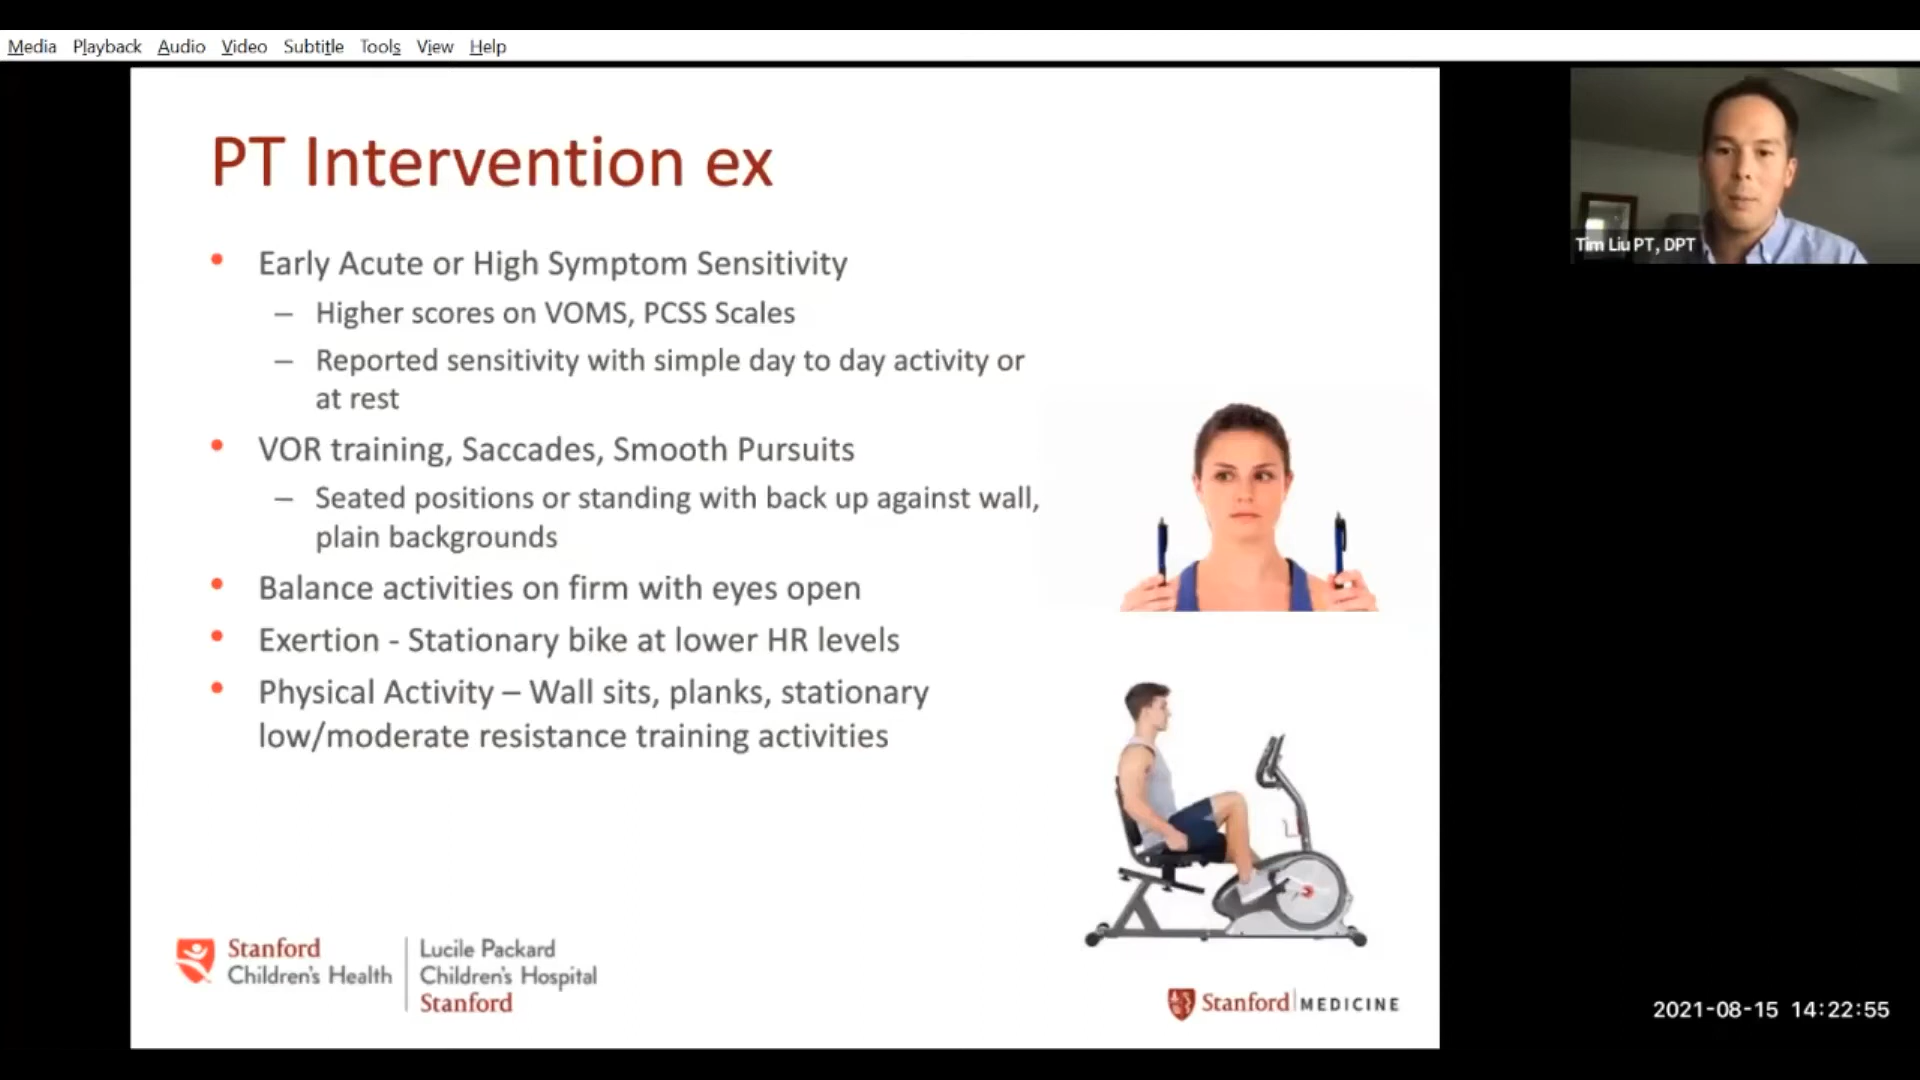 Media Playback Audio Video Subtitle Tools View Help
PT Intervention ex
• Early Acute or High Symptom Sensitivity
– Higher scores on VOMS, PCSS Scales
– Reported sensitivity with simple day to day activity or
at rest
• VOR training, Saccades, Smooth Pursuits
– Seated positions or standing with back up against wall,
plain backgrounds
• Balance activities on firm with eyes open
• Exertion - Stationary bike at lower HR levels
• Physical Activity – Wall sits, planks, stationary
low/moderate resistance training activities
Stanford
Children's Health
Lucile Packard
Children's Hospital
Stanford
Stanford MEDICINE
Tim Liu PT, DPT
2021-08-15 14:22:55